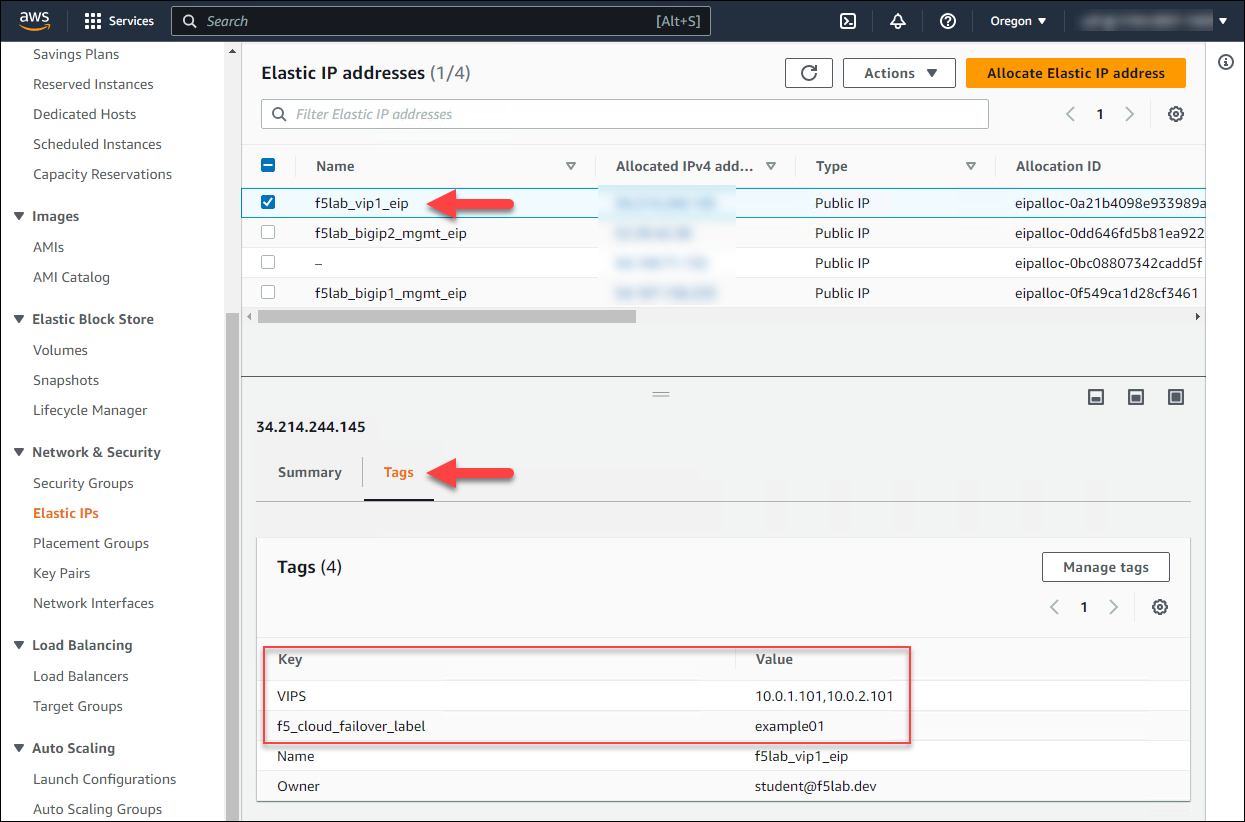 aws Services Search [Alt+S] Oregon
Savings Plans
Reserved Instances
Dedicated Hosts
Scheduled Instances
Capacity Reservations
Images
AMIs
AMI Catalog
Elastic Block Store
Volumes
Snapshots
Lifecycle Manager
Network & Security
Security Groups
Elastic IPs
Placement Groups
Key Pairs
Network Interfaces
Load Balancing
Load Balancers
Target Groups
Auto Scaling
Launch Configurations
Auto Scaling Groups
Elastic IP addresses (1/4) Actions Allocate Elastic IP address
Filter Elastic IP addresses 1
Name Allocated IPv4 add... Type Allocation ID
f5lab_vip1_eip Public IP eipalloc-0a21b4098e933989a
f5lab_bigip2_mgmt_eip Public IP eipalloc-0dd646fd5b81ea922
– Public IP eipalloc-0bc08807342cadd5f
f5lab_bigip1_mgmt_eip Public IP eipalloc-0f549ca1d28cf3461
34.214.244.145
Summary Tags
Tags (4) Manage tags
1
Key Value
VIPS 10.0.1.101,10.0.2.101
f5_cloud_failover_label example01
Name f5lab_vip1_eip
Owner student@f5lab.dev